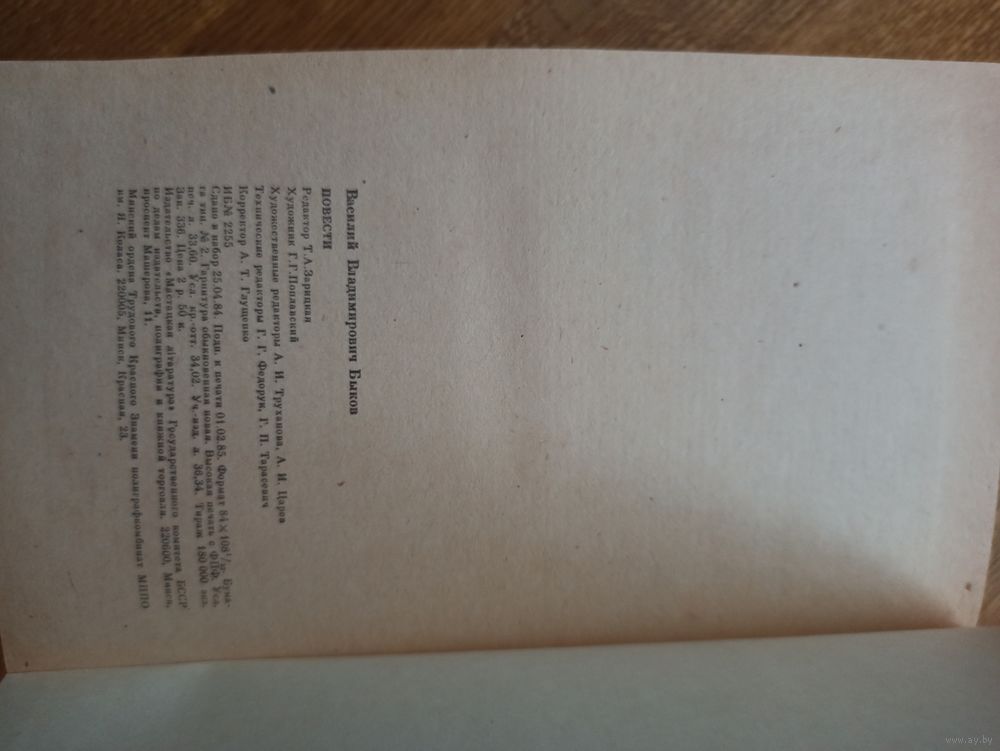 Василий Владимирович Быков
ПОВЕСТИ
Редактор Т.А.Зарицкая
Художник Г.Г.Поплавский
Художественные редакторы А. И. Труханова, А. И. Царев
Технические редакторы Г. Г. Федорук, Г. П. Тарасевич
Корректор А. Т. Гаущенко
ИБ№ 2255
Сдано в набор 25.04.84. Подп. к печати 01.02.85. Формат 84×108¹/₃₂. Бума-
га тип. № 2. Гарнитура обыкновенная новая. Высокая печать с ФПФ. Усл.
печ. л. 33,60. Усл. кр.-отт. 34,02. Уч.-изд. л. 36,34. Тираж 180 000 экз.
Зак. 336. Цена 2 р. 50 к.
Издательство «Мастацкая літаратура» Государственного комитета БССР
по делам издательств, полиграфии и книжной торговли. 220600, Минск,
проспект Машерова, 11.
Минский ордена Трудового Красного Знамени полиграфкомбинат МППО
им. Я. Коласа. 220005, Минск, Красная, 23.
www.ay.by